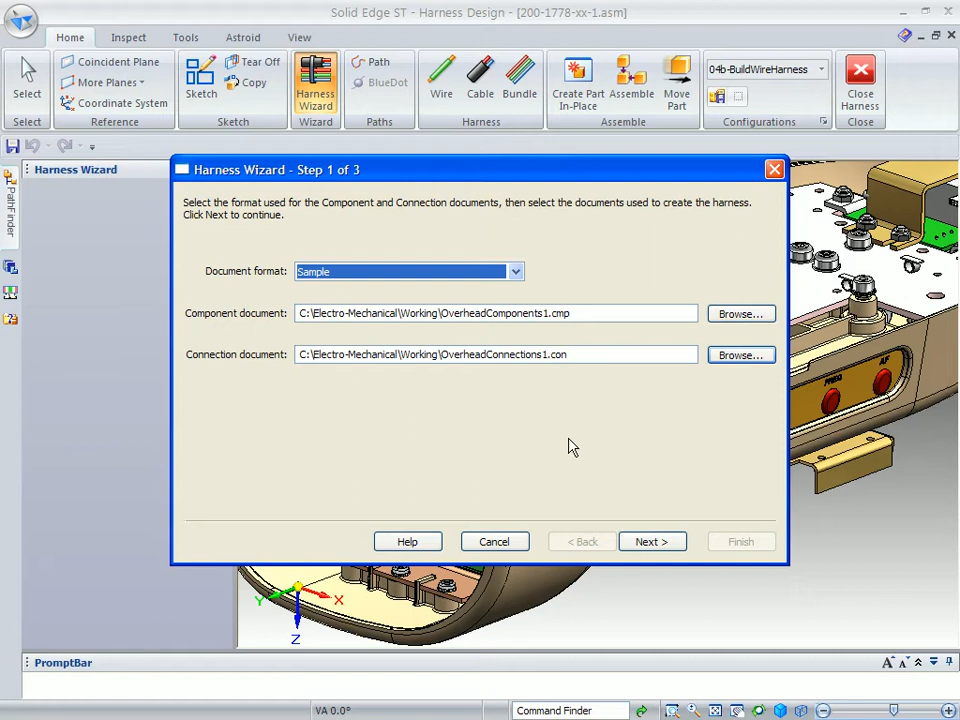 Solid Edge ST - Harness Design - [200-1778-xx-1.asm]
Home Inspect Tools Astroid View
Select
Select
Coincident Plane
More Planes
Coordinate System
Reference
Sketch
Tear Off
Copy
Sketch
Harness Wizard
Wizard
Path
BlueDot
Paths
Wire Cable Bundle
Harness
Create Part In-Place
Assemble
Move Part
Assemble
04b-BuildWireHarness
Configurations
Close Harness
Close
Harness Wizard
PathFinder
Harness Wizard - Step 1 of 3
Select the format used for the Component and Connection documents, then select the documents used to create the harness.
Click Next to continue.
Document format: Sample
Component document: C:\Electro-Mechanical\Working\OverheadComponents1.cmp Browse...
Connection document: C:\Electro-Mechanical\Working\OverheadConnections1.con Browse...
Help Cancel < Back Next > Finish
FREQ AF
Y X
Z
PromptBar
VA 0.0° Command Finder